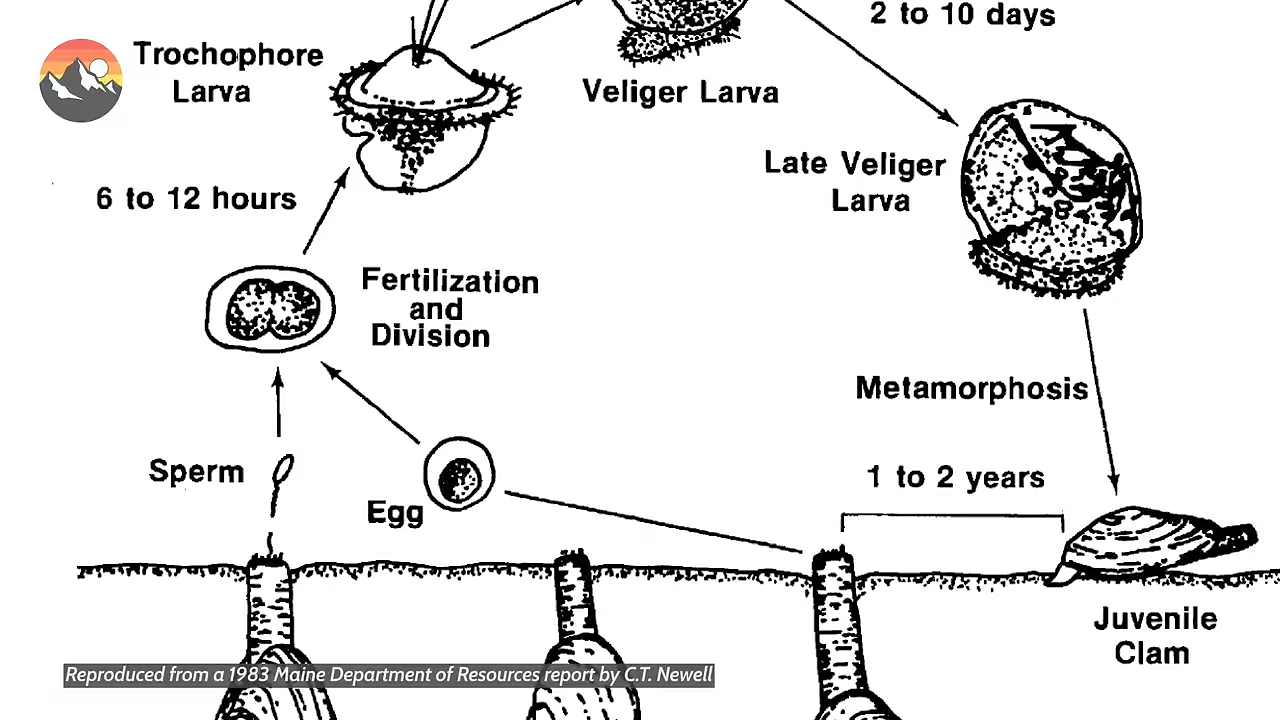 2 to 10 days
Trochophore
Larva
Veliger Larva
Late Veliger
Larva
6 to 12 hours
Fertilization
and
Division
Metamorphosis
Sperm
1 to 2 years
Egg
Juvenile
Clam
Reproduced from a 1983 Maine Department of Resources report by C.T. Newell